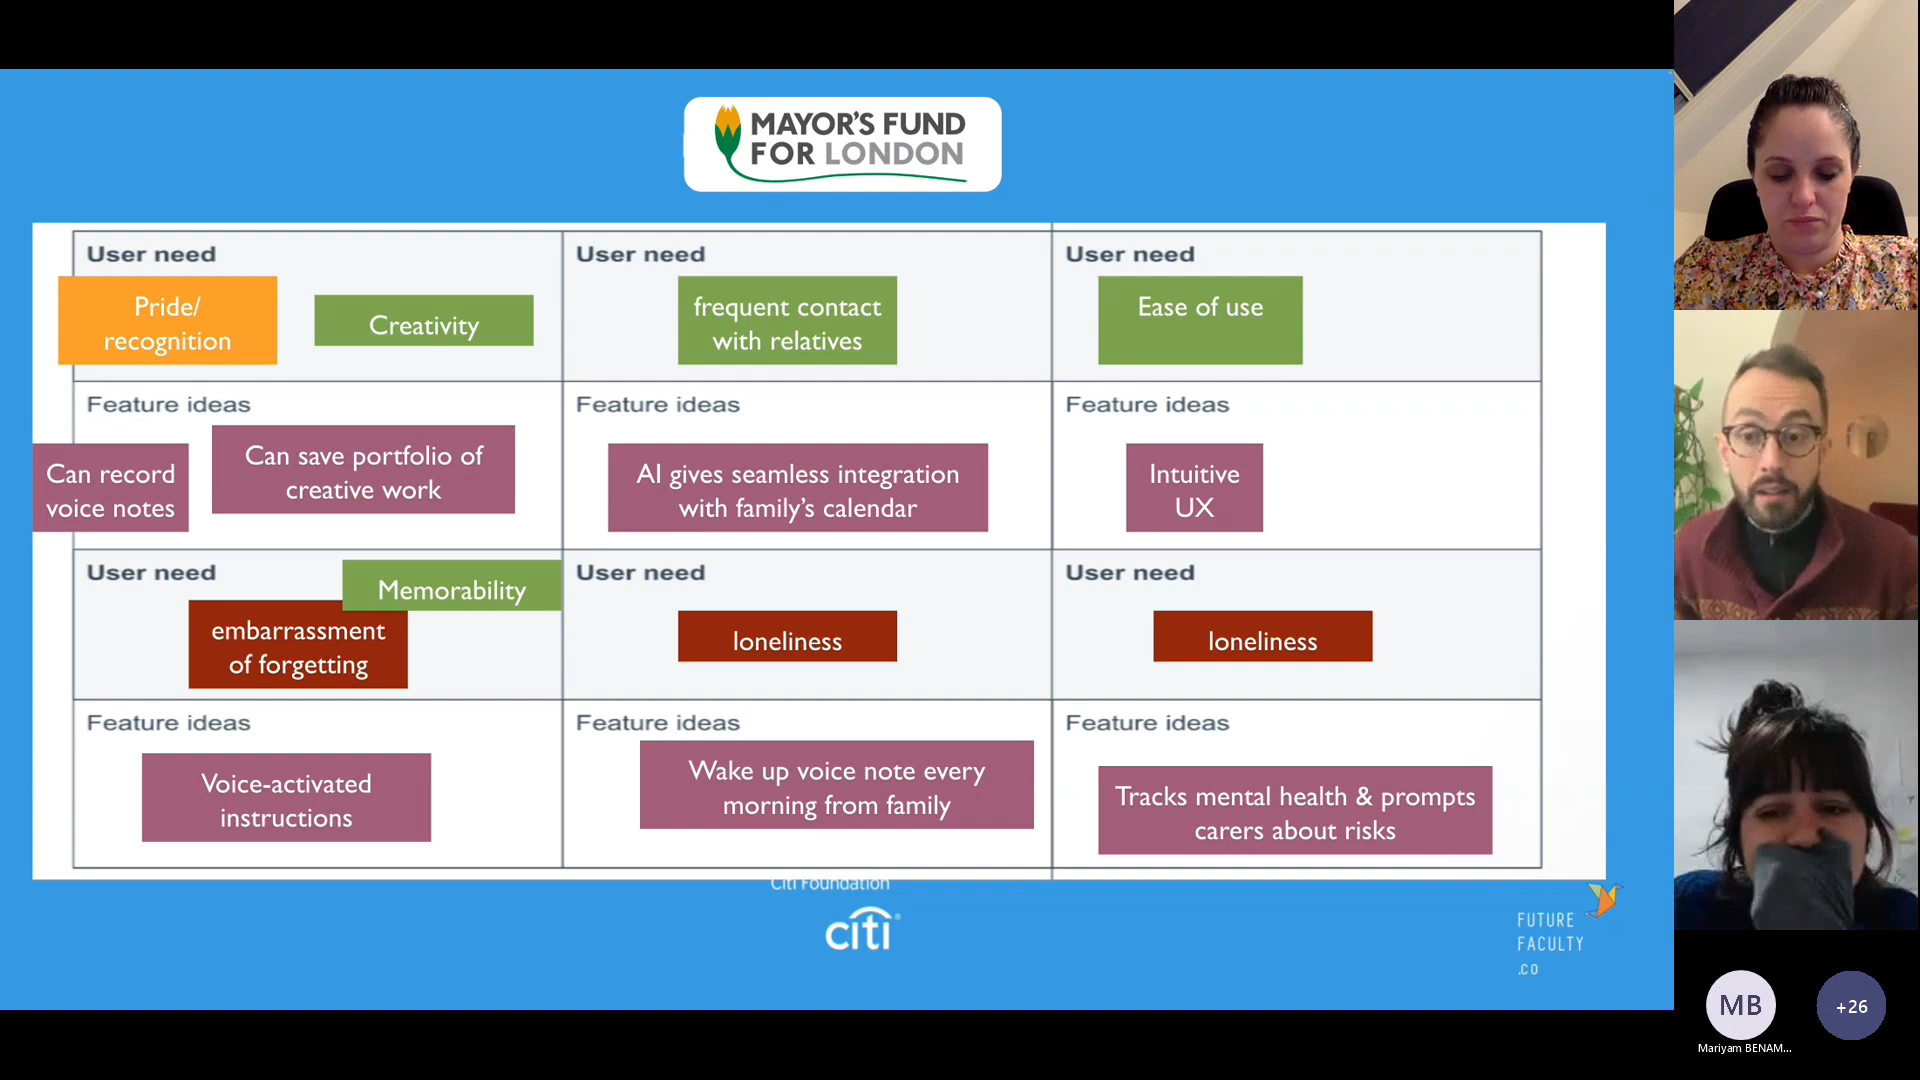 MAYOR'S FUND
FOR LONDON
User need
Pride/
recognition
Creativity
User need
frequent contact
with relatives
User need
Ease of use
Feature ideas
Can record
voice notes
Can save portfolio of
creative work
Feature ideas
AI gives seamless integration
with family's calendar
Feature ideas
Intuitive
UX
User need
Memorability
embarrassment
of forgetting
User need
loneliness
User need
loneliness
Feature ideas
Voice-activated
instructions
Feature ideas
Wake up voice note every
morning from family
Feature ideas
Tracks mental health & prompts
carers about risks
Citi Foundation
citi
FUTURE
FACULTY
.CO
MB
+26
Mariyam BENAM...